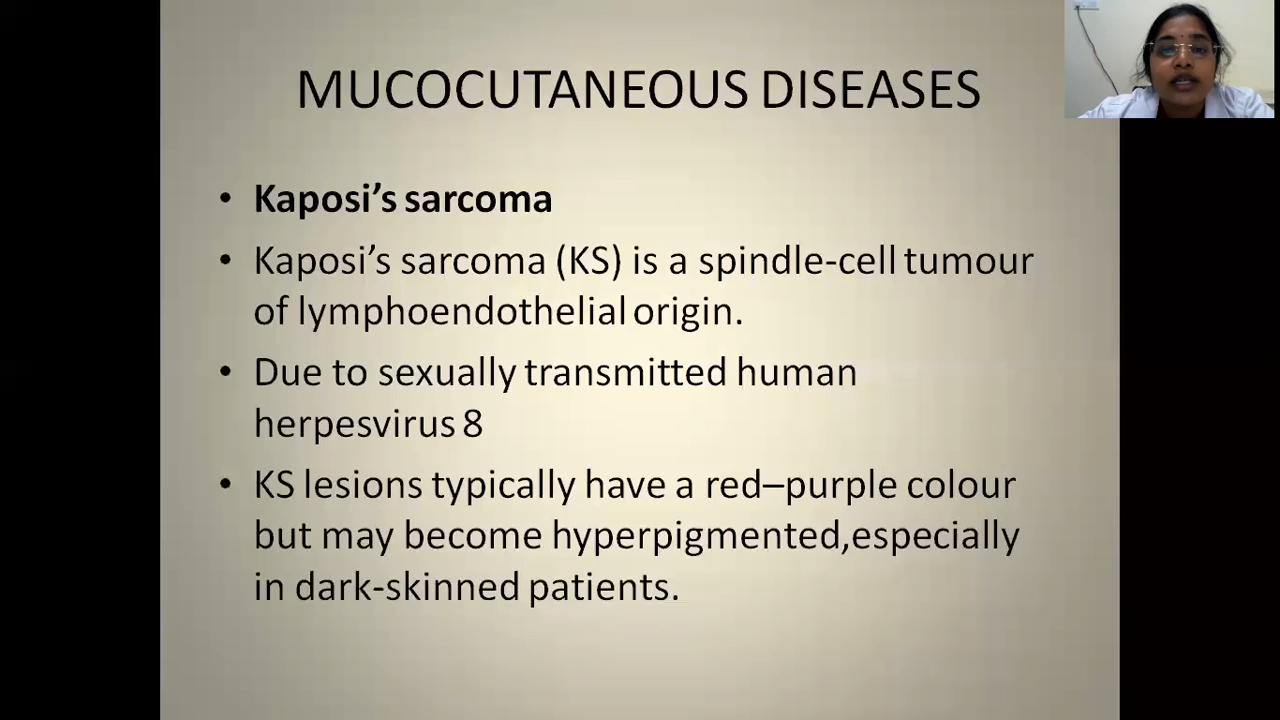 MUCOCUTANEOUS DISEASES
• Kaposi’s sarcoma
• Kaposi’s sarcoma (KS) is a spindle-cell tumour
of lymphoendothelial origin.
• Due to sexually transmitted human
herpesvirus 8
• KS lesions typically have a red–purple colour
but may become hyperpigmented,especially
in dark-skinned patients.